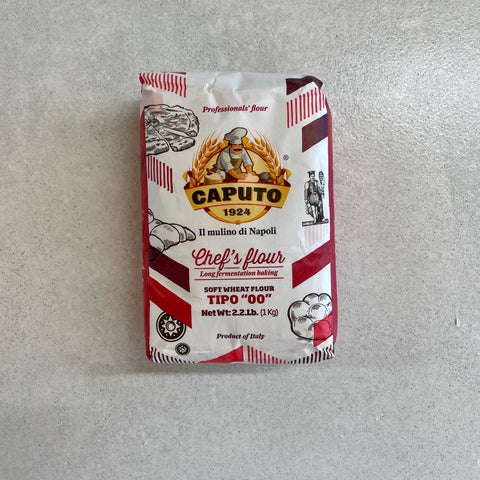 Professionals' flour
CAPUTO
®
1924
Il mulino di Napoli
Chef's flour
Long fermentation baking
SOFT WHEAT FLOUR
TIPO "00"
Net Wt: 2.2.Lb. (1 Kg)
Product of Italy